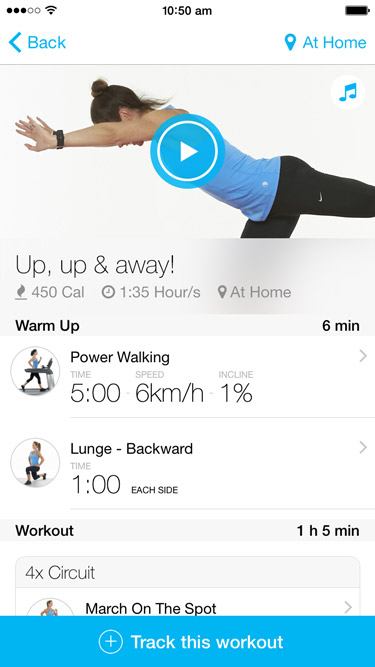 10:50 am
Back
At Home
Up, up & away!
450 Cal 1:35 Hour/s At Home
Warm Up 6 min
Power Walking
TIME SPEED INCLINE
5:00 - 6km/h - 1%
Lunge - Backward
TIME
1:00 EACH SIDE
Workout 1 h 5 min
4x Circuit
March On The Spot
Track this workout